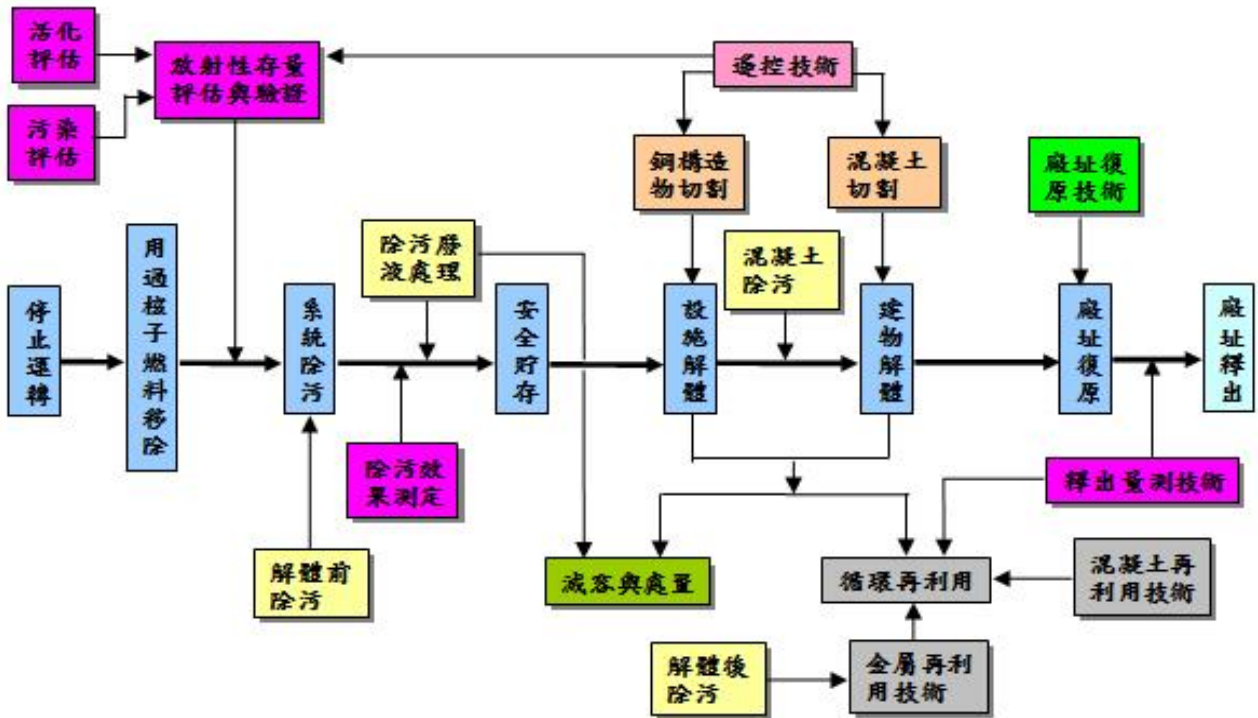 活化
評估
放射性存量
評估與驗證
遙控技術
污染
評估
鋼構造
物切割
混凝土
切割
廠址復
原技術
除污廢
液處理
混凝土
除污
停止運轉
用過核子燃料移除
系統除污
安全貯存
設施解體
建物解體
廠址復原
廠址釋出
除污效
果測定
釋出量測技術
解體前
除污
減容與處置
循環再利用
混凝土再
利用技術
解體後
除污
金屬再利
用技術